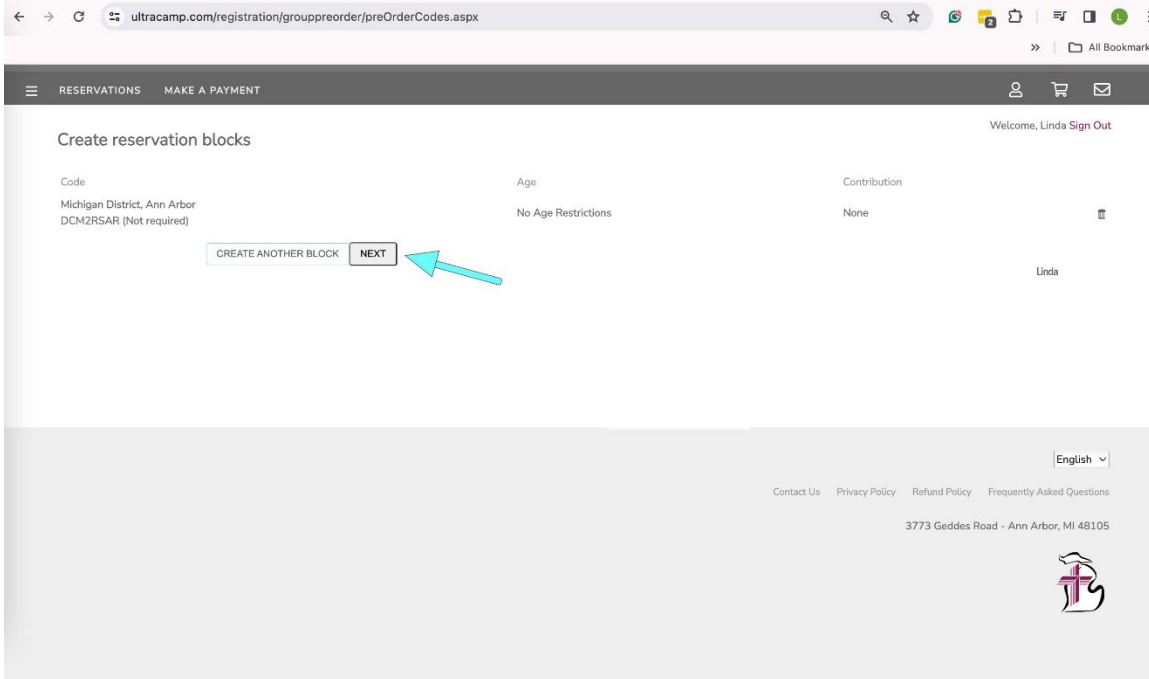 ultracamp.com/registration/grouppreorder/preOrderCodes.aspx
2
L
» All Bookmark
RESERVATIONS MAKE A PAYMENT
Welcome, Linda Sign Out
Create reservation blocks
Code Age Contribution
Michigan District, Ann Arbor
DCM2RSAR (Not required)
No Age Restrictions
None
CREATE ANOTHER BLOCK NEXT
Linda
English
Contact Us Privacy Policy Refund Policy Frequently Asked Questions
3773 Geddes Road - Ann Arbor, MI 48105